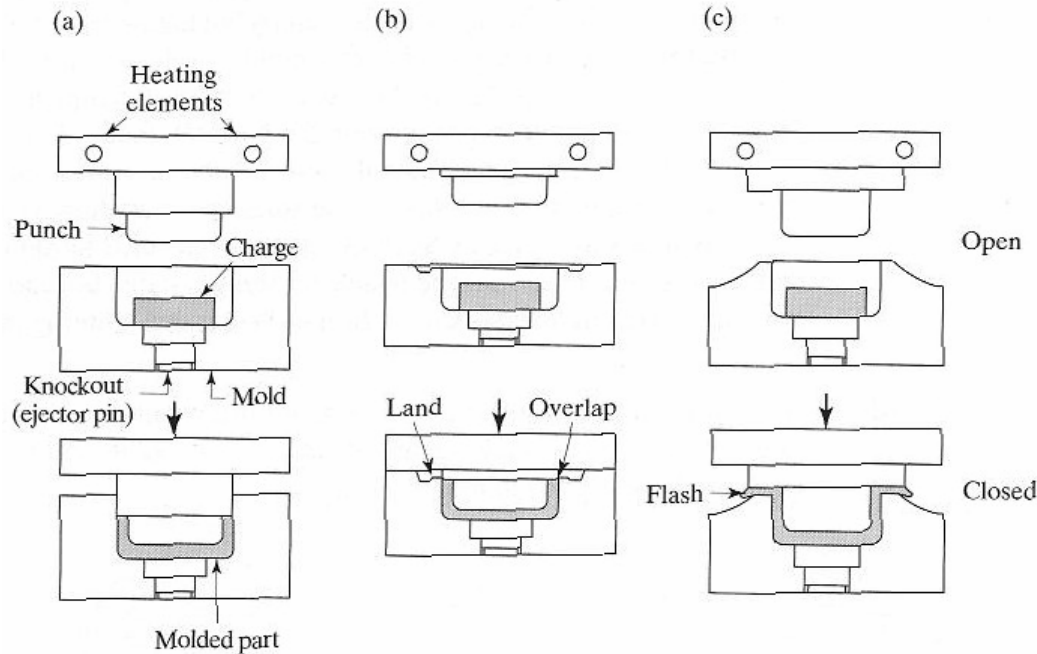 (a)
(b)
(c)
Heating
elements
Punch
Charge
Open
Knockout
(ejector pin)
Mold
Land
Overlap
Flash
Closed
Molded part